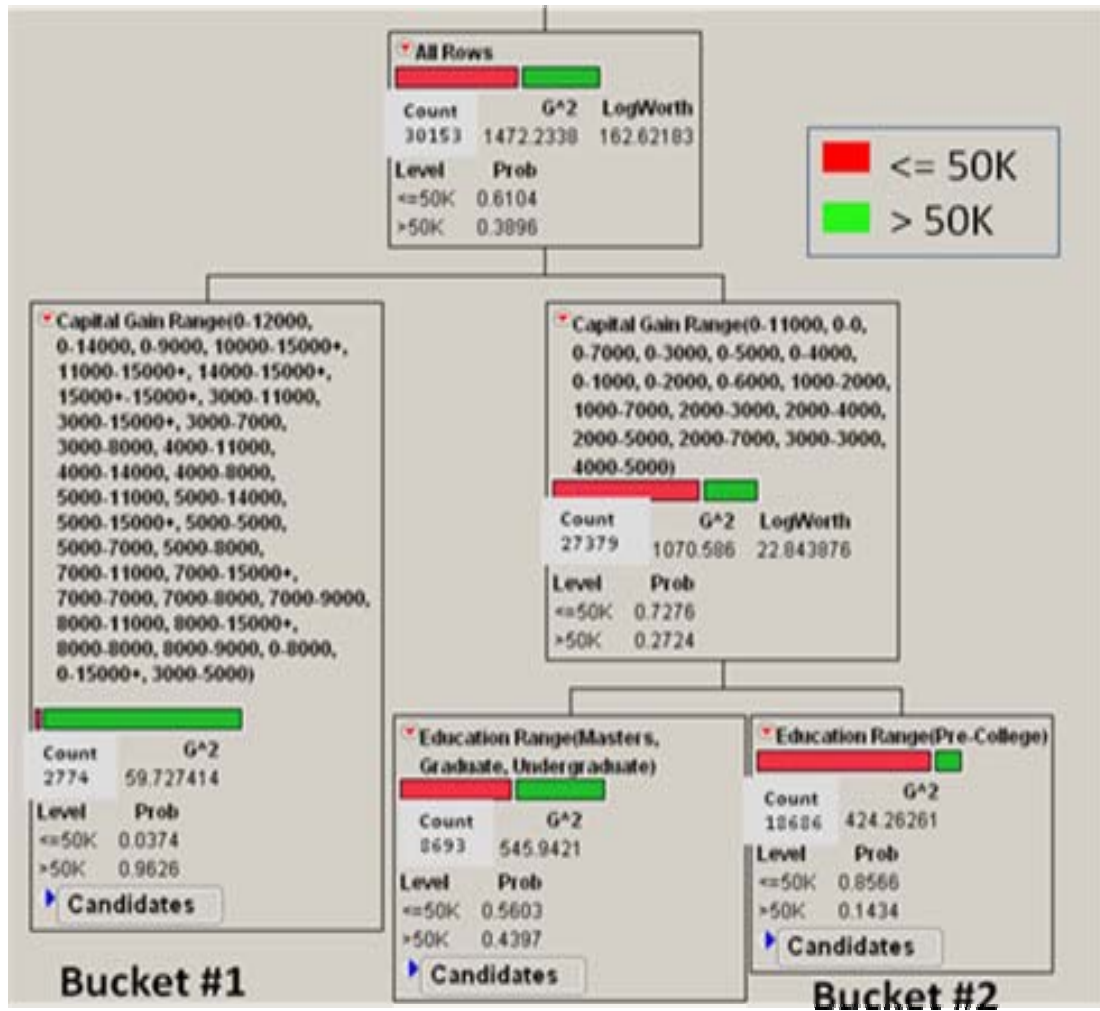 All Rows
Count G^2 LogWorth
30153 1472.2338 162.62183
Level Prob
<=50K 0.6104
>50K 0.3896
<= 50K
> 50K
Capital Gain Range(0-12000,
0-14000, 0-9000, 10000-15000+,
11000-15000+, 14000-15000+,
15000+-15000+, 3000-11000,
3000-15000+, 3000-7000,
3000-8000, 4000-11000,
4000-14000, 4000-8000,
5000-11000, 5000-14000,
5000-15000+, 5000-5000,
5000-7000, 5000-8000,
7000-11000, 7000-15000+,
7000-7000, 7000-8000, 7000-9000,
8000-11000, 8000-15000+,
8000-8000, 8000-9000, 0-8000,
0-15000+, 3000-5000)
Count G^2
2774 59.727414
Level Prob
<=50K 0.0374
>50K 0.9626
Candidates
Bucket #1
Capital Gain Range(0-11000, 0-0,
0-7000, 0-3000, 0-5000, 0-4000,
0-1000, 0-2000, 0-6000, 1000-2000,
1000-7000, 2000-3000, 2000-4000,
2000-5000, 2000-7000, 3000-3000,
4000-5000)
Count G^2 LogWorth
27379 1070.586 22.843876
Level Prob
<=50K 0.7276
>50K 0.2724
Education Range(Masters,
Graduate, Undergraduate)
Count G^2
8693 545.9421
Level Prob
<=50K 0.5603
>50K 0.4397
Candidates
Education Range(Pre-College)
Count G^2
18686 424.26261
Level Prob
<=50K 0.8566
>50K 0.1434
Candidates
Bucket #2